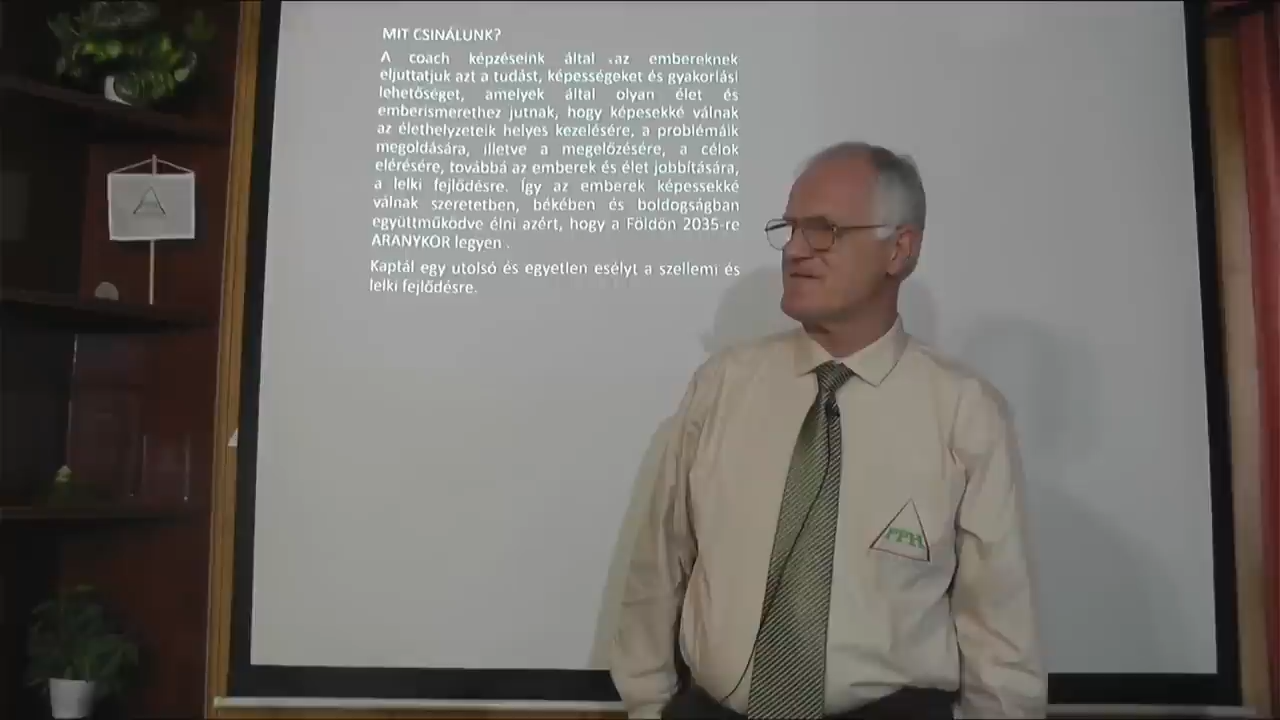 MIT CSINÁLUNK?
A coach képzéseink által az embereknek
eljuttatjuk azt a tudást, képességeket és gyakorlási
lehetőséget, amelyek által olyan élet és
emberismerethez jutnak, hogy képesekké válnak
az élethelyzeteik helyes kezelésére, a problémáik
megoldására, illetve a megelőzésére, a célok
elérésére, továbbá az emberek és élet jobbítására,
a lelki fejlődésre. Így az emberek képessekké
válnak szeretetben, békében és boldogságban
együttműködve élni azért, hogy a Földön 2035-re
ARANYKOR legyen .
Kaptál egy utolsó és egyetlen esélyt a szellemi és
lelki fejlődésre.